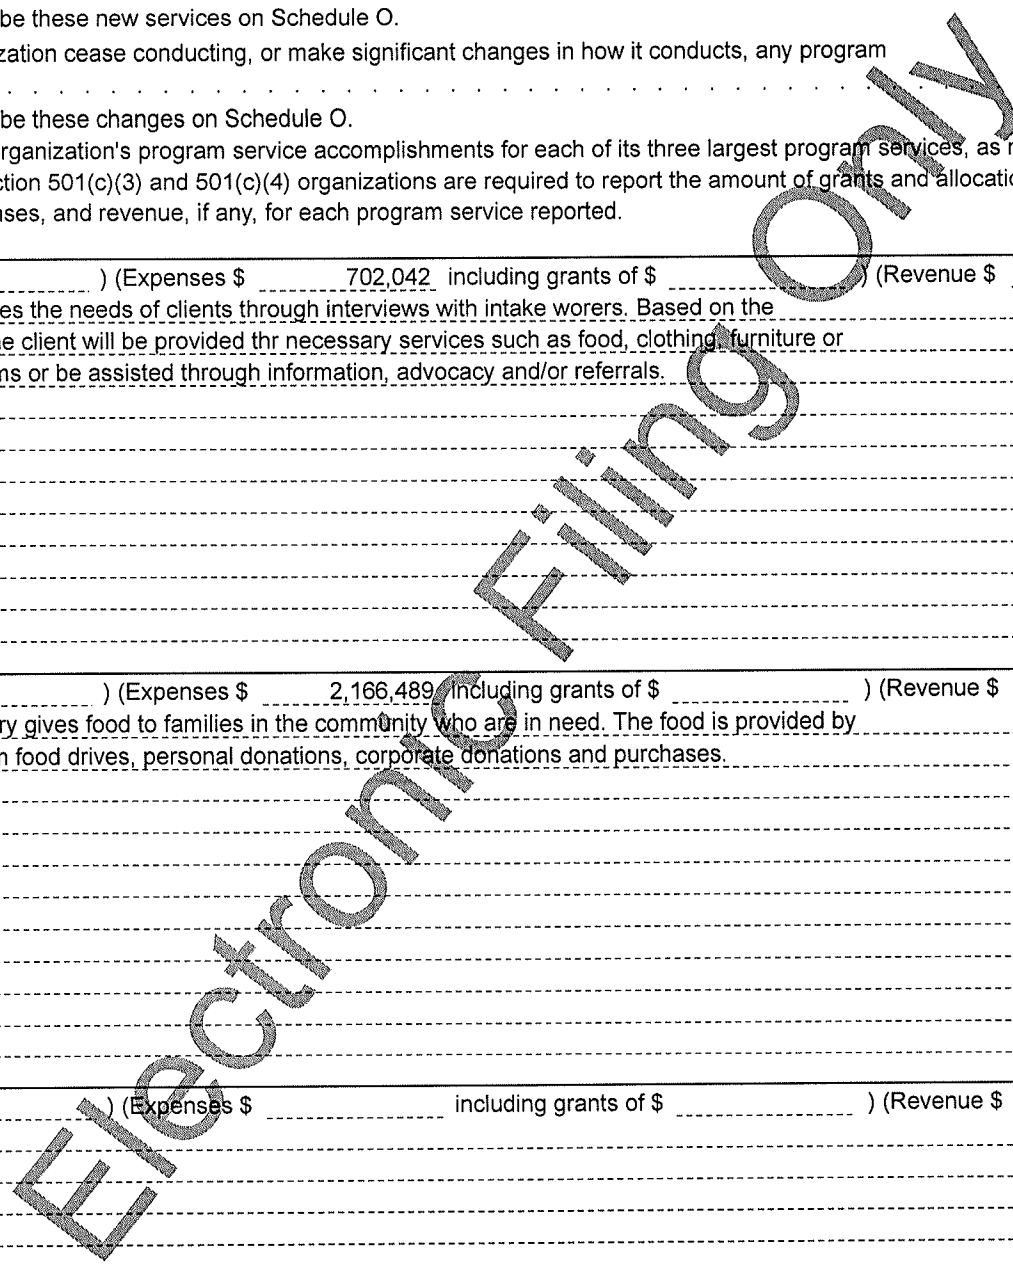 be these new services on Schedule O.
zation cease conducting, or make significant changes in how it conducts, any program
. . . . . . . . . . . . . . . . . . . . . . . . . . . . . . . . . . . .
be these changes on Schedule O.
rganization's program service accomplishments for each of its three largest program services, as
ction 501(c)(3) and 501(c)(4) organizations are required to report the amount of grants and allocatio
ses, and revenue, if any, for each program service reported.
) (Expenses $ 702,042 including grants of $ ) (Revenue $
es the needs of clients through interviews with intake worers. Based on the
e client will be provided thr necessary services such as food, clothing, furniture or
ms or be assisted through information, advocacy and/or referrals.
) (Expenses $ 2,166,489 including grants of $ ) (Revenue $
ry gives food to families in the community who are in need. The food is provided by
food drives, personal donations, corporate donations and purchases.
) (Expenses $ including grants of $ ) (Revenue $
Electronic Filing Only